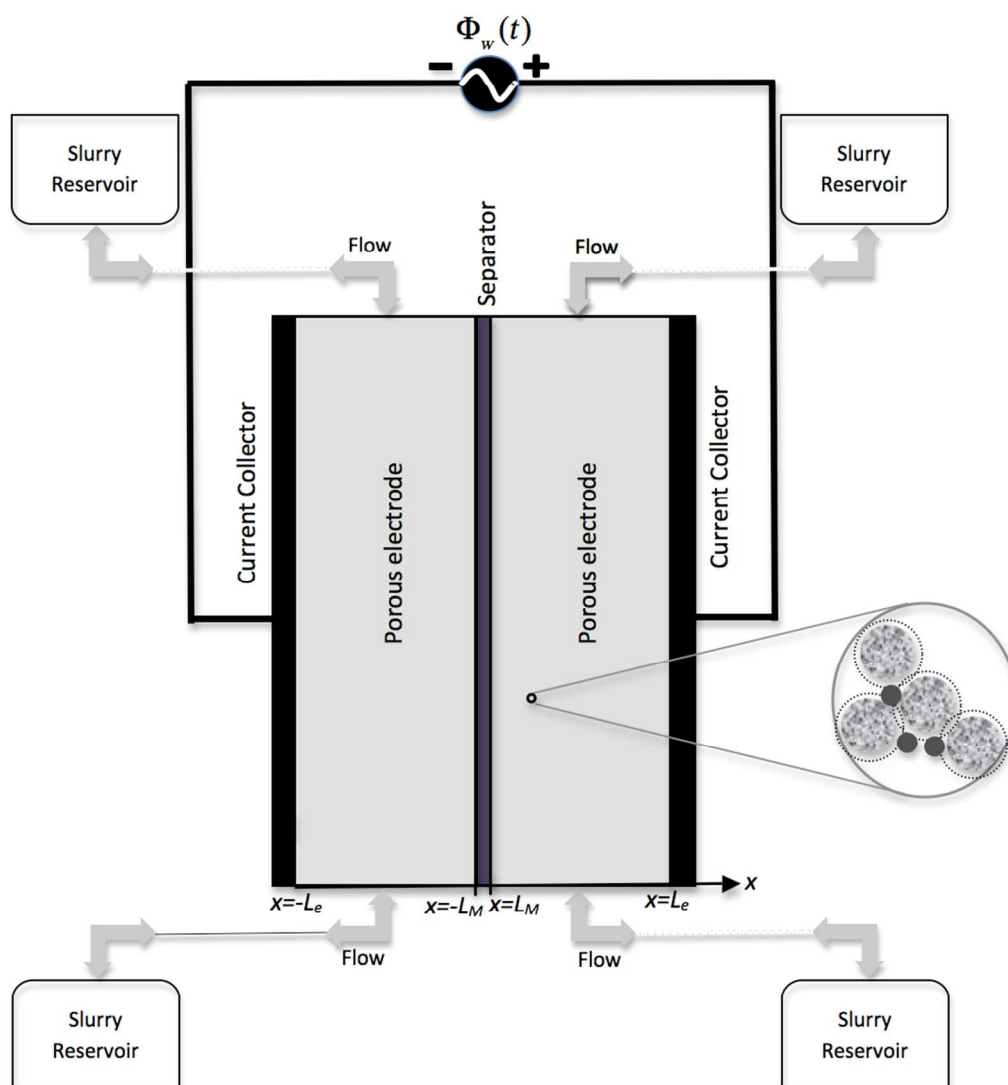 Φw(t)
− +
Slurry
Reservoir
Slurry
Reservoir
Flow
Flow
Separator
Current Collector
Porous electrode
Porous electrode
Current Collector
x=-Le
x=-LM
x=LM
x=Le
x
Flow
Flow
Slurry
Reservoir
Slurry
Reservoir